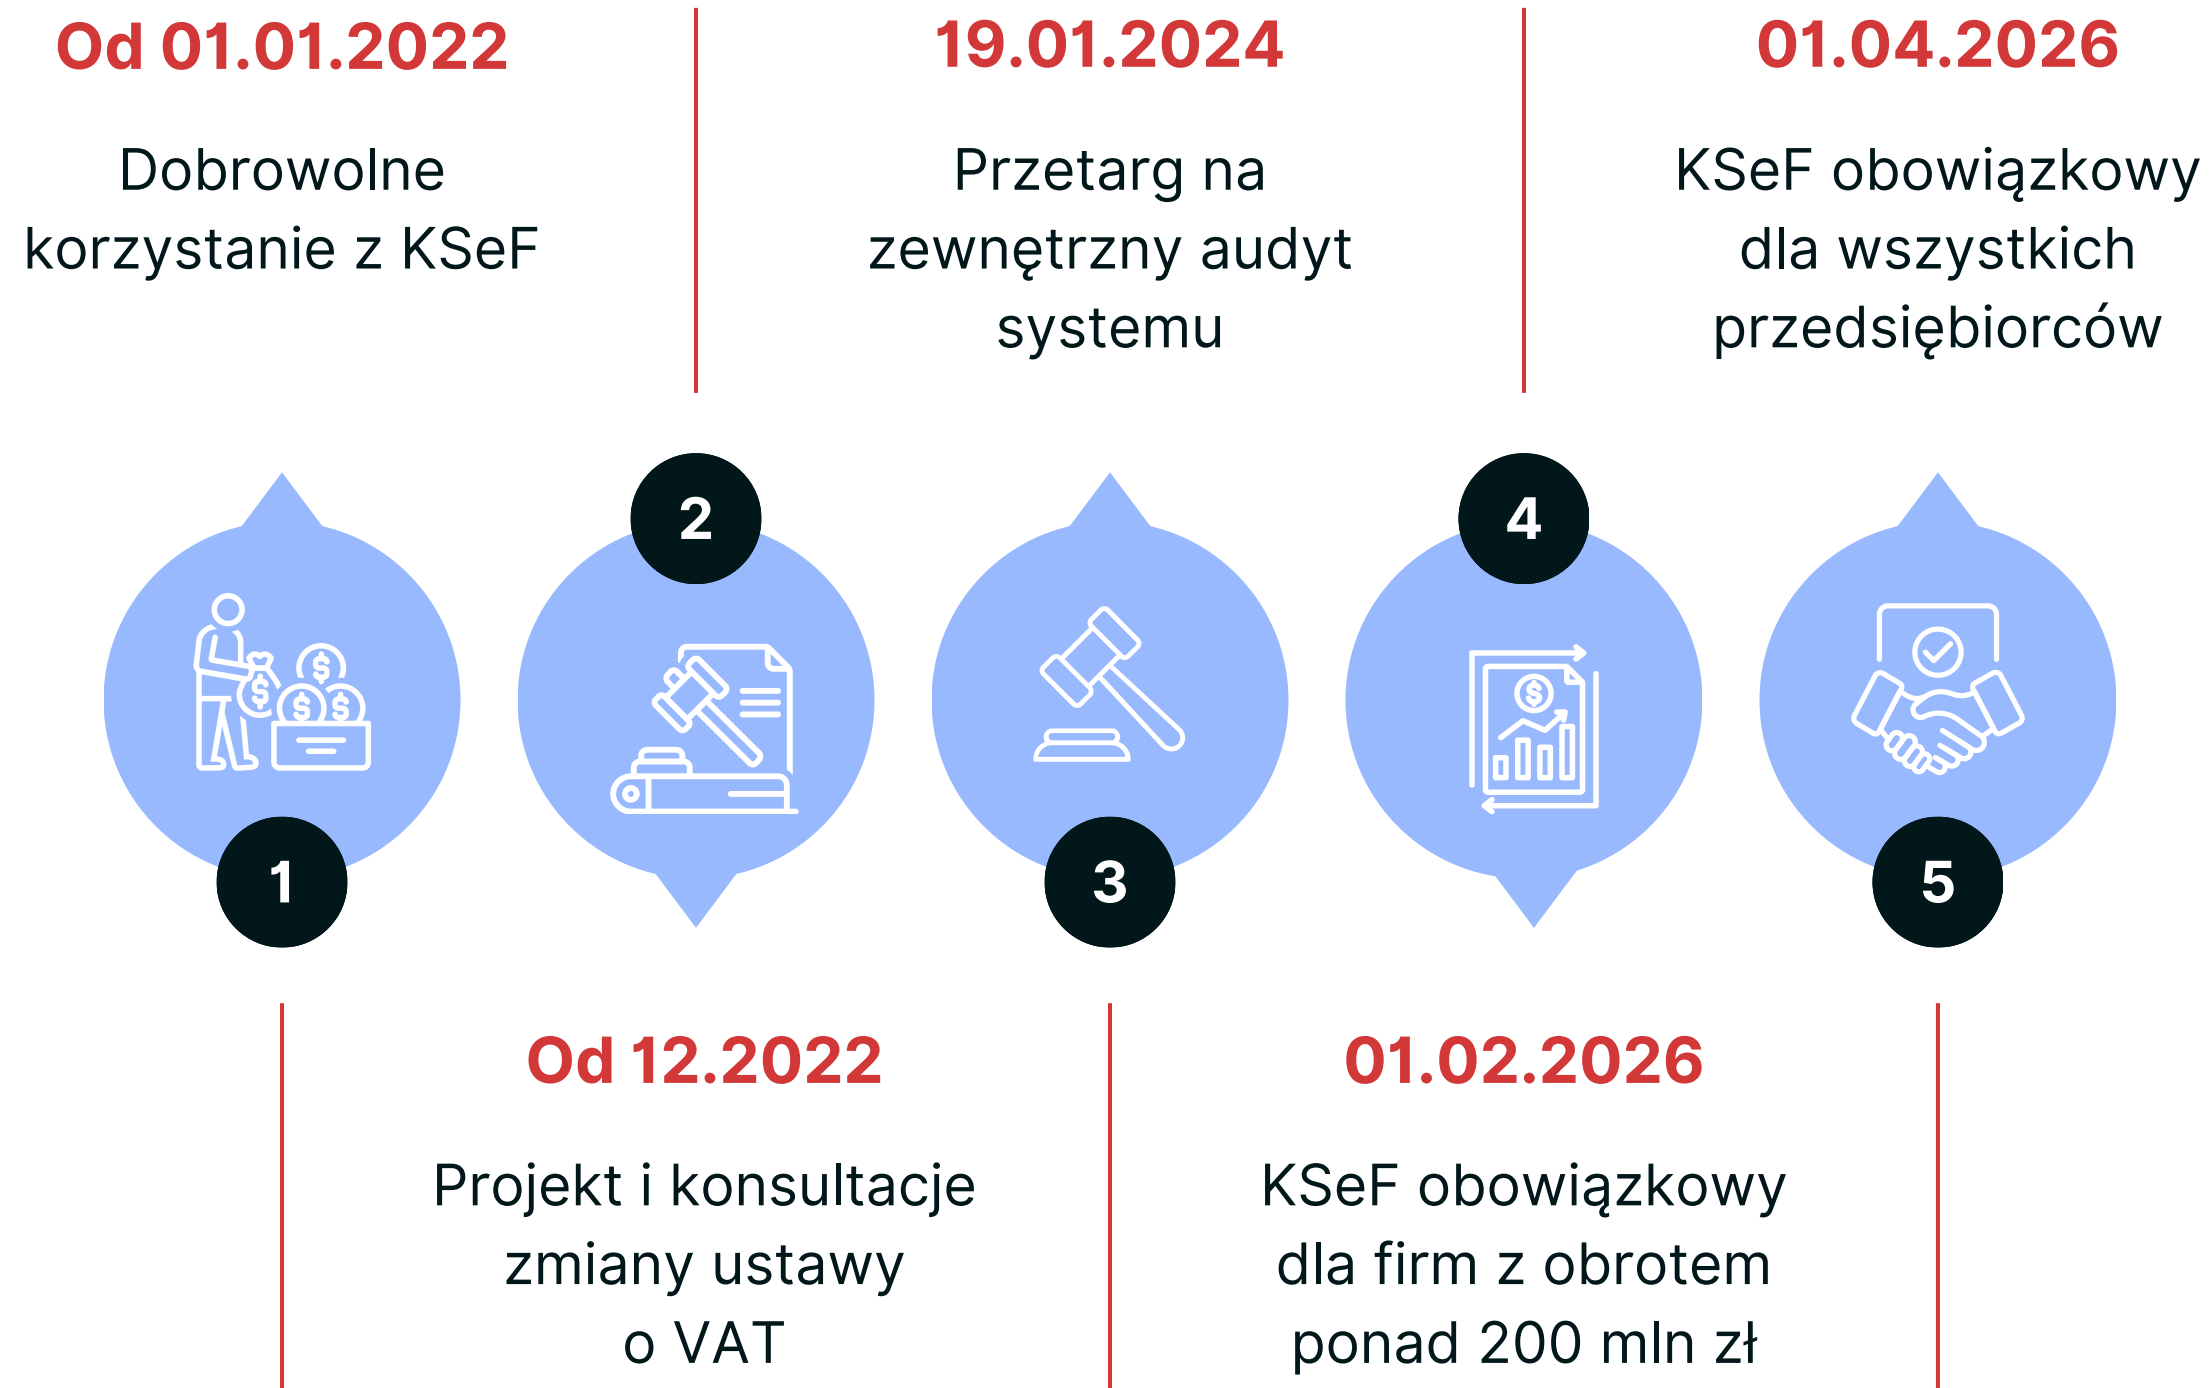 Od 01.01.2022
Dobrowolne
korzystanie z KSeF
1
2
Od 12.2022
Projekt i konsultacje
zmiany ustawy
o VAT
19.01.2024
Przetarg na
zewnętrzny audyt
systemu
3
4
01.02.2026
KSeF obowiązkowy
dla firm z obrotem
ponad 200 mln zł
01.04.2026
KSeF obowiązkowy
dla wszystkich
przedsiębiorców
5